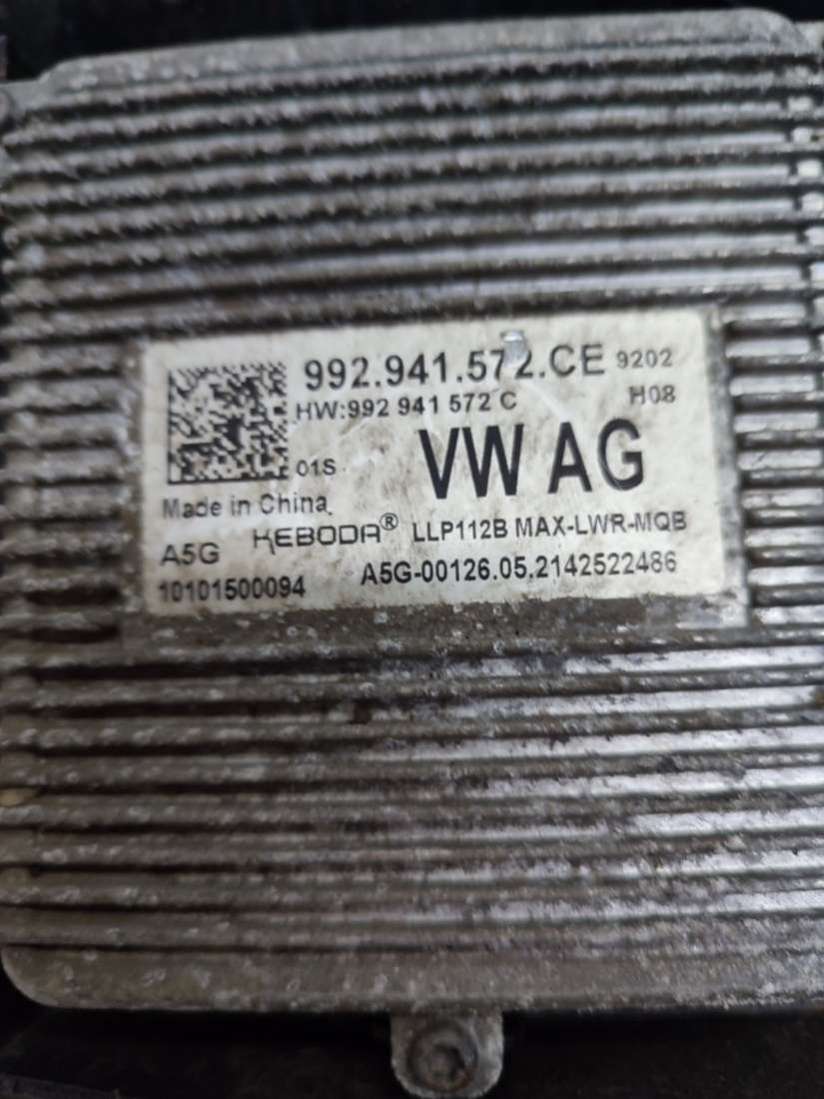 992.941.572.CE 9202
HW:992 941 572 C H08
01S VW AG
Made in China.
A5G KEBODA® LLP112B MAX-LWR-MQB
10101500094 A5G-00126.05.2142522486